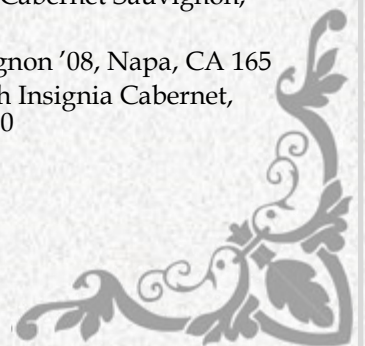 Cabernet Sauvignon,
gnon ’08, Napa, CA 165
h Insignia Cabernet,
0